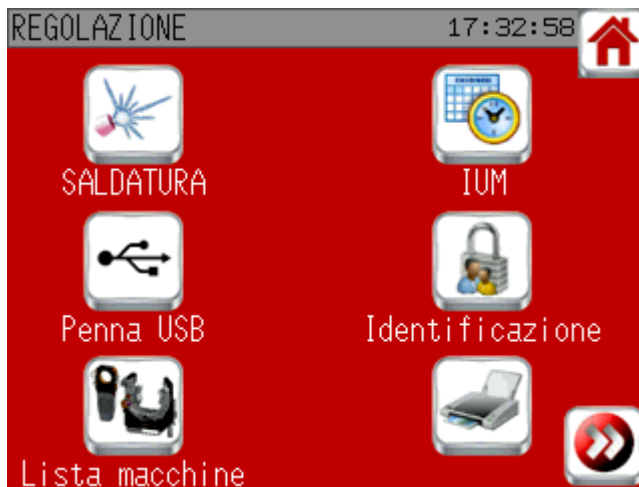 REGOLAZIONE 17:32:58
SALDATURA IUM
Penna USB Identificazione
Lista macchine